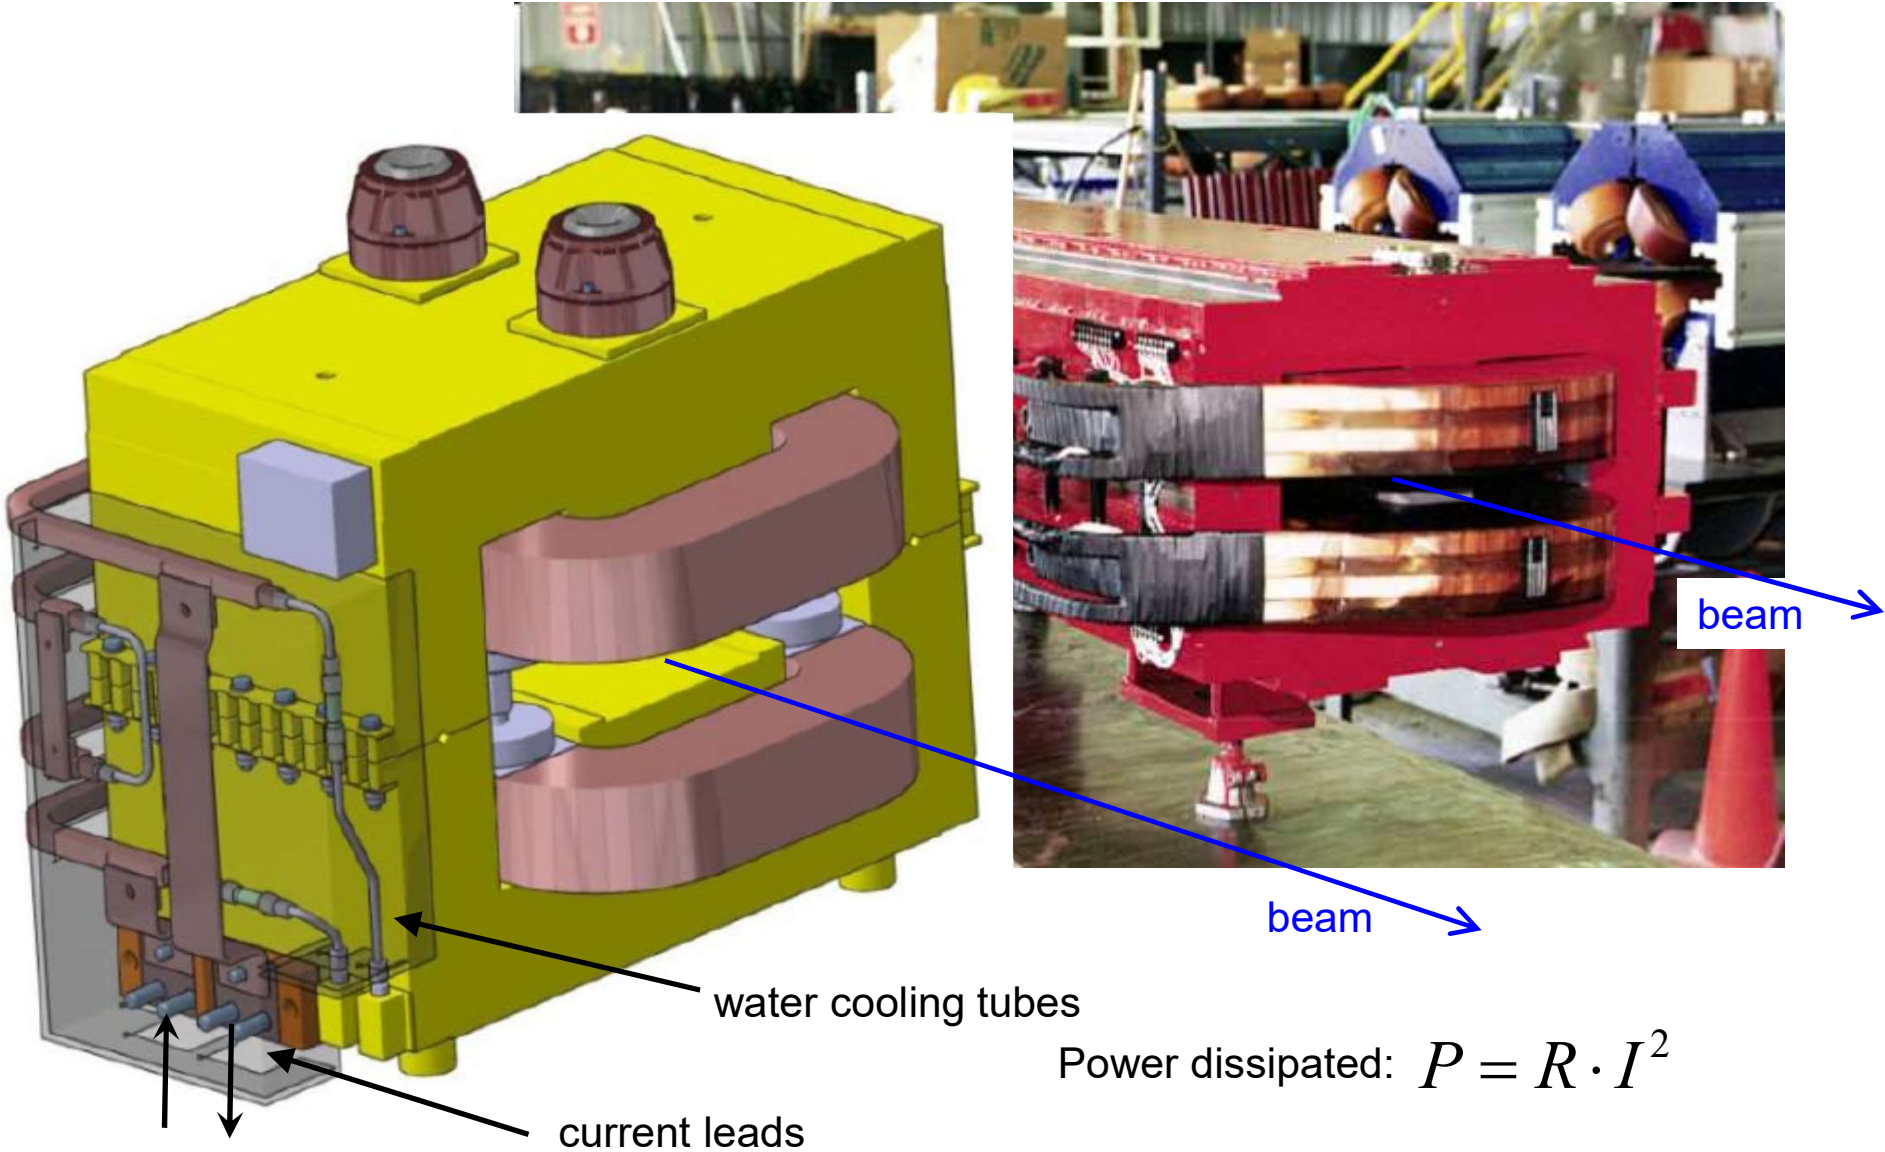 beam
beam
water cooling tubes
Power dissipated: P = R · I²
current leads